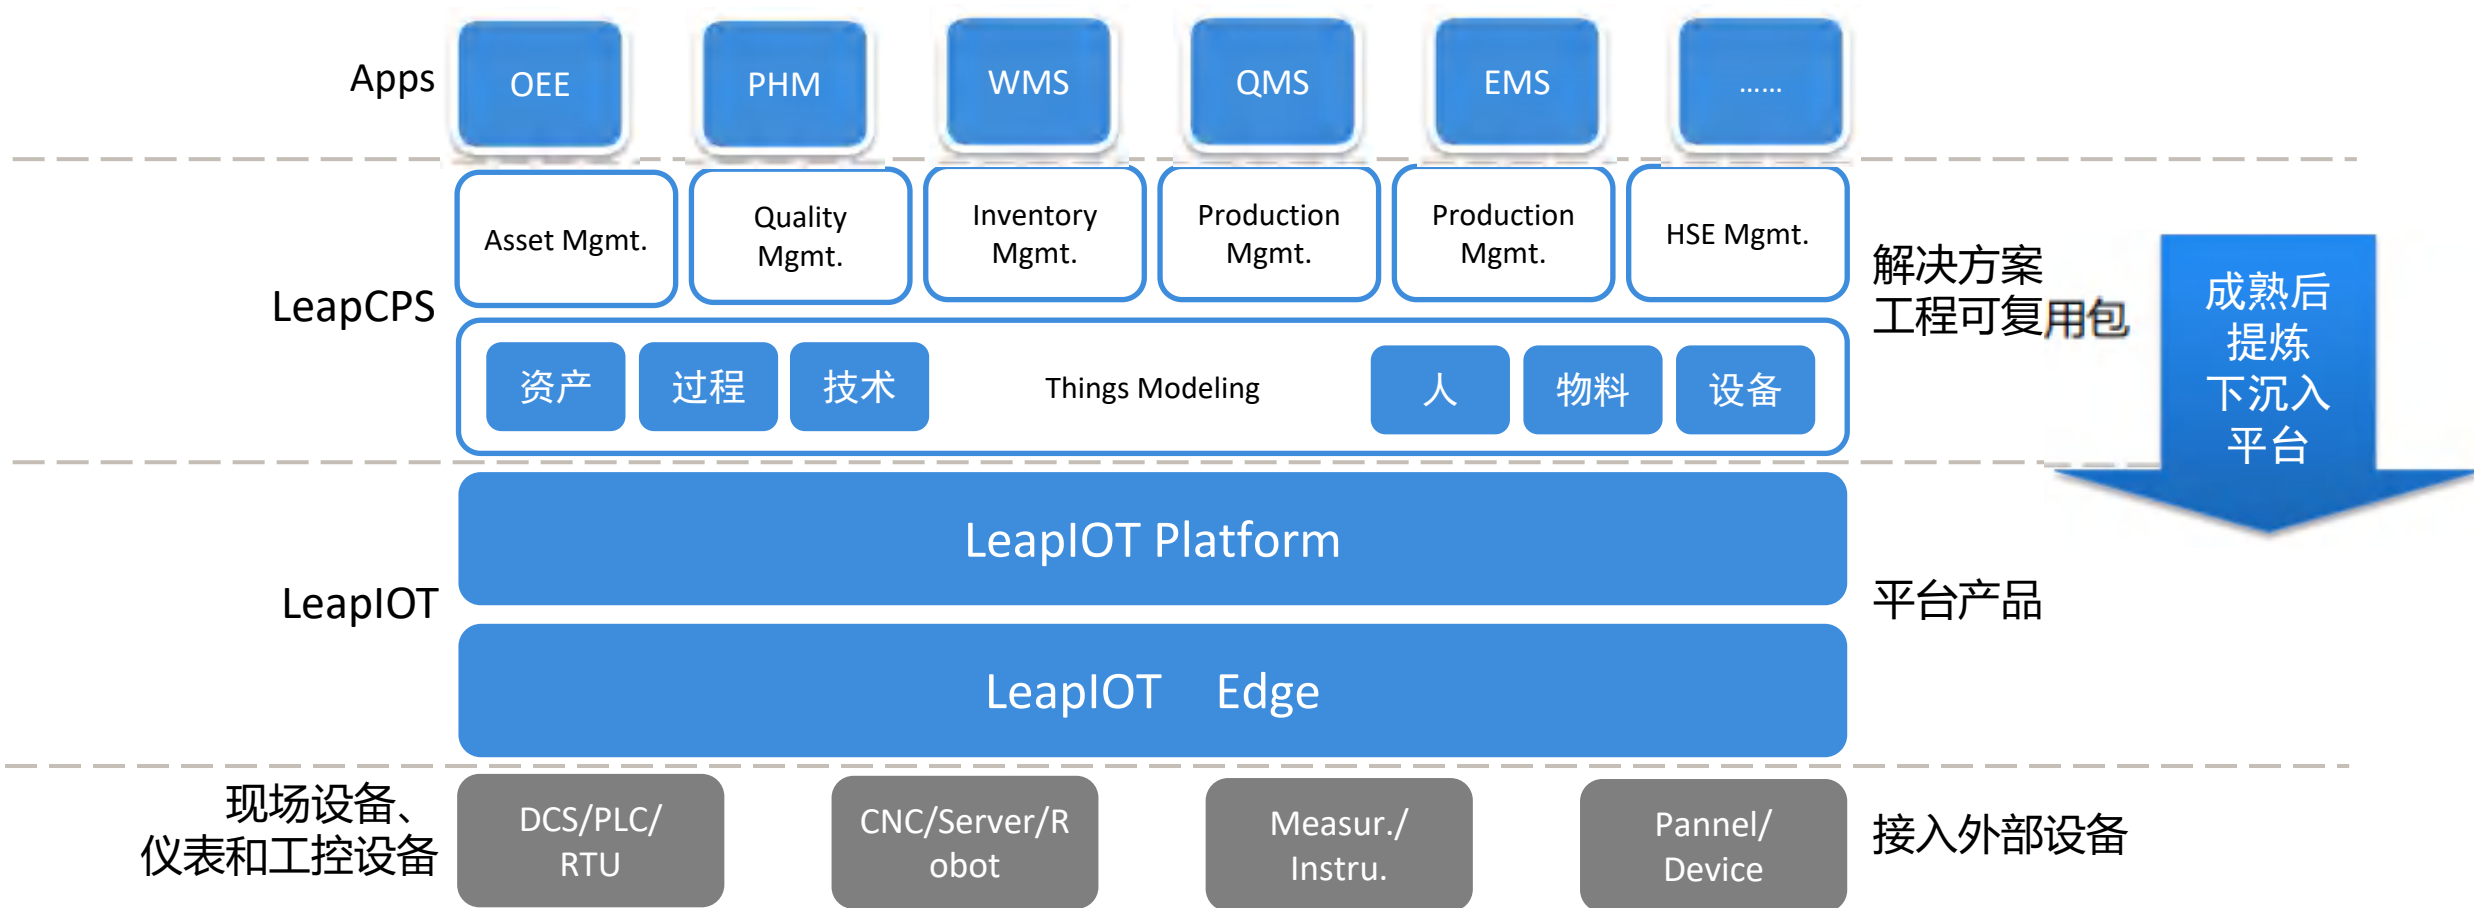 Apps
OEE
PHM
WMS
QMS
EMS
......
LeapCPS
Asset Mgmt.
Quality
Mgmt.
Inventory
Mgmt.
Production
Mgmt.
Production
Mgmt.
HSE Mgmt.
资产
过程
技术
Things Modeling
人
物料
设备
解决方案
工程可复用包
成熟后
提炼
下沉入
平台
LeapIOT
LeapIOT Platform
LeapIOT Edge
平台产品
现场设备、
仪表和工控设备
DCS/PLC/
RTU
CNC/Server/R
obot
Measur./
Instru.
Pannel/
Device
接入外部设备